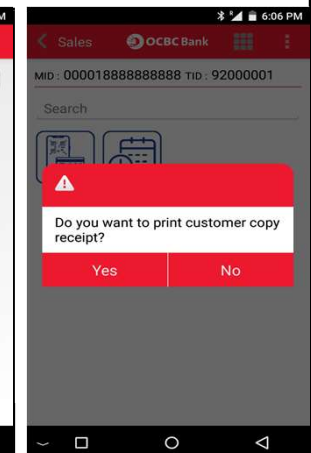 M
6:06 PM
Sales
OCBC Bank
MID : 000018888888888 TID : 92000001
Search
Do you want to print customer copy
receipt?
Yes
No